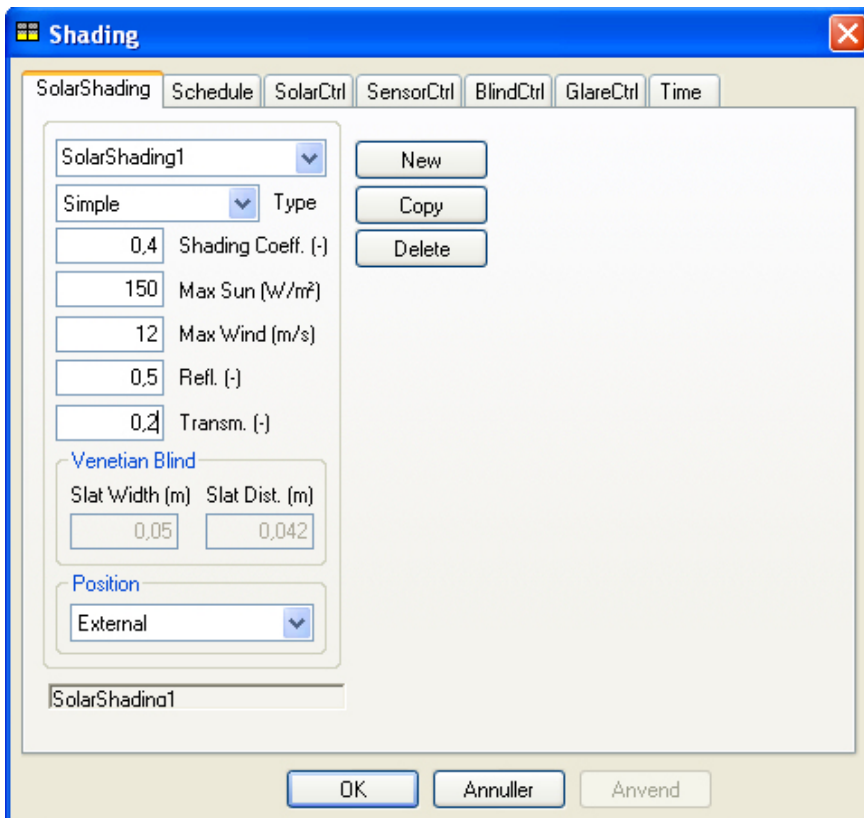 Shading
SolarShading Schedule SolarCtrl SensorCtrl BlindCtrl GlareCtrl Time
SolarShading1 New
Simple Type Copy
0,4 Shading Coeff. (-) Delete
150 Max Sun (W/m²)
12 Max Wind (m/s)
0,5 Refl. (-)
0,2 Transm. (-)
Venetian Blind
Slat Width (m) Slat Dist. (m)
0,05 0,042
Position
External
SolarShading1
OK Annuller Anvend